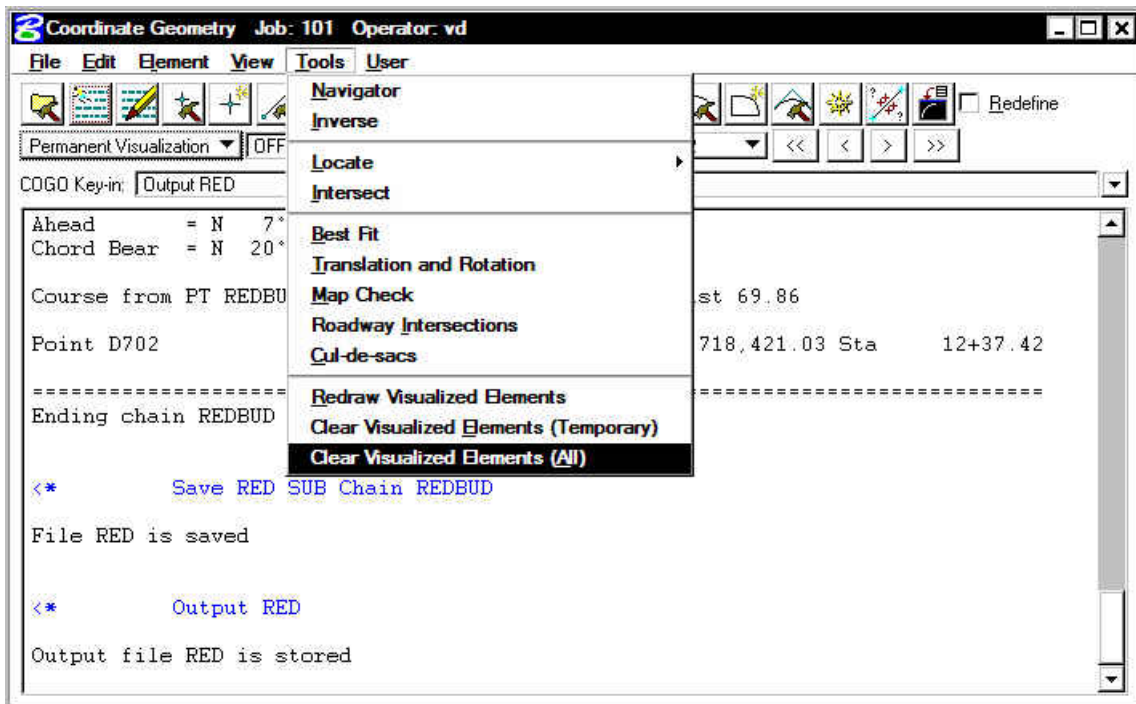 Coordinate Geometry Job: 101 Operator: vd
File Edit Element View Tools User
Navigator
Inverse
Locate
Intersect
Best Fit
Translation and Rotation
Map Check
Roadway Intersections
Cul-de-sacs
Redraw Visualized Elements
Clear Visualized Elements (Temporary)
Clear Visualized Elements (All)
Redefine
Permanent Visualization OFF << < > >>
COGO Key-in: Output RED
Ahead = N 7°
Chord Bear = N 20°
Course from PT REDBU st 69.86
Point D702 718,421.03 Sta 12+37.42
================================================================================
Ending chain REDBUD
<* Save RED SUB Chain REDBUD
File RED is saved
<* Output RED
Output file RED is stored